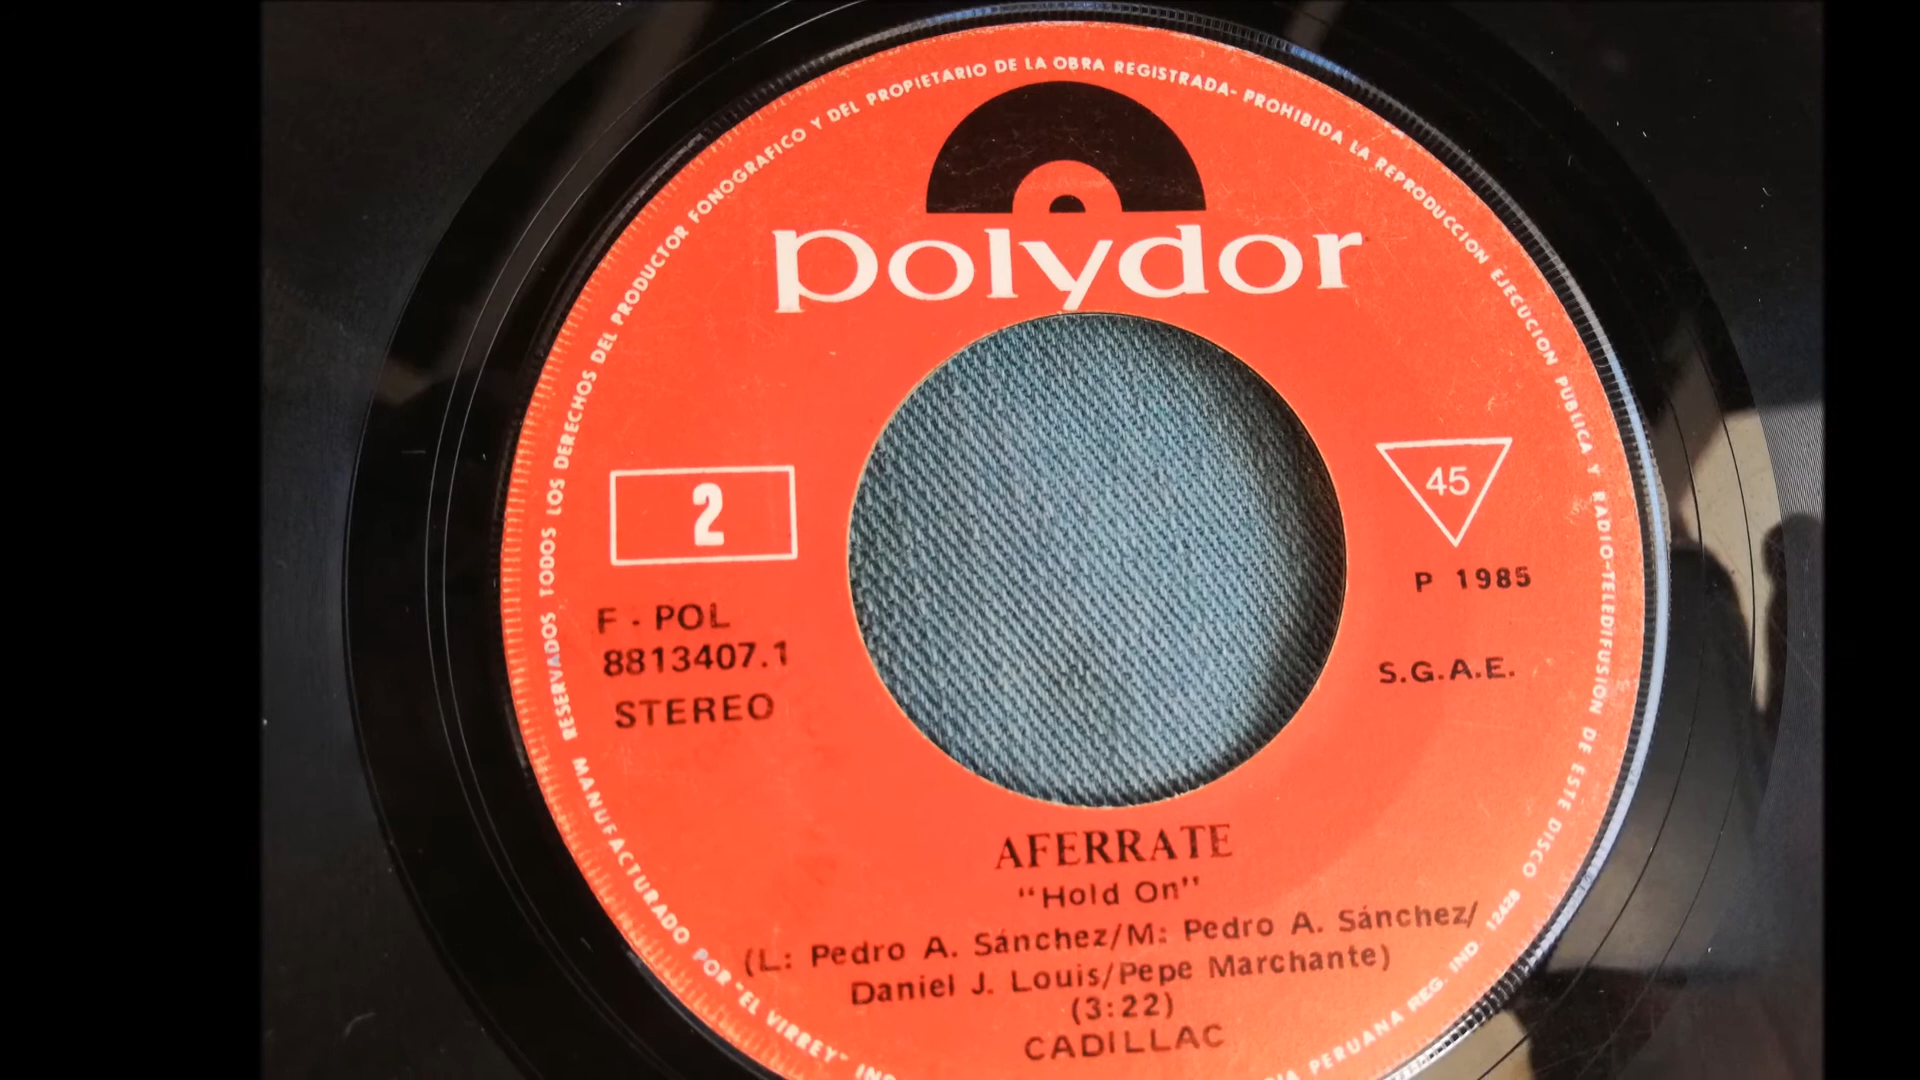 RESERVADOS TODOS LOS DERECHOS DEL PRODUCTOR FONOGRAFICO Y DEL PROPIETARIO DE LA OBRA REGISTRADA- PROHIBIDA LA REPRODUCCION EJECUCION PUBLICA Y RADIO-TELEDIFUSION DE ESTE DISCO
polydor
2
45
P 1985
F - POL
8813407.1
STEREO
S.G.A.E.
AFERRATE
"Hold On"
(L: Pedro A. Sánchez/M: Pedro A. Sánchez/
Daniel J. Louis/Pepe Marchante)
(3:22)
CADILLAC
MANUFACTURADO POR "EL VIRREY" PERUANA REG. IND. 12428